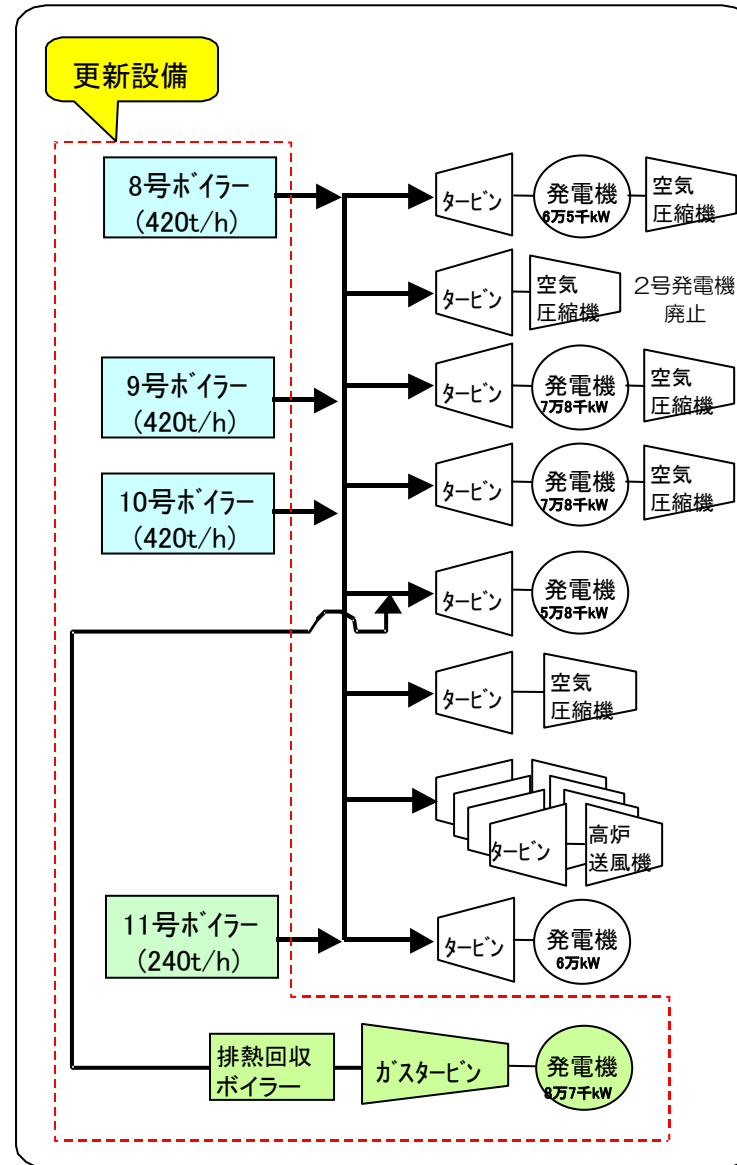 更新設備
8号ﾎﾞｲﾗｰ
(420t/h)
ﾀｰﾋﾞﾝ
発電機
6万5千kW
空気
圧縮機
ﾀｰﾋﾞﾝ
空気
圧縮機
2号発電機
廃止
9号ﾎﾞｲﾗｰ
(420t/h)
ﾀｰﾋﾞﾝ
発電機
7万8千kW
空気
圧縮機
10号ﾎﾞｲﾗｰ
(420t/h)
ﾀｰﾋﾞﾝ
発電機
7万8千kW
空気
圧縮機
ﾀｰﾋﾞﾝ
発電機
5万8千kW
ﾀｰﾋﾞﾝ
空気
圧縮機
ﾀｰﾋﾞﾝ
高炉
送風機
11号ﾎﾞｲﾗｰ
(240t/h)
ﾀｰﾋﾞﾝ
発電機
6万kW
排熱回収
ボイラー
ｶﾞｽﾀｰﾋﾞﾝ
発電機
8万7千kW